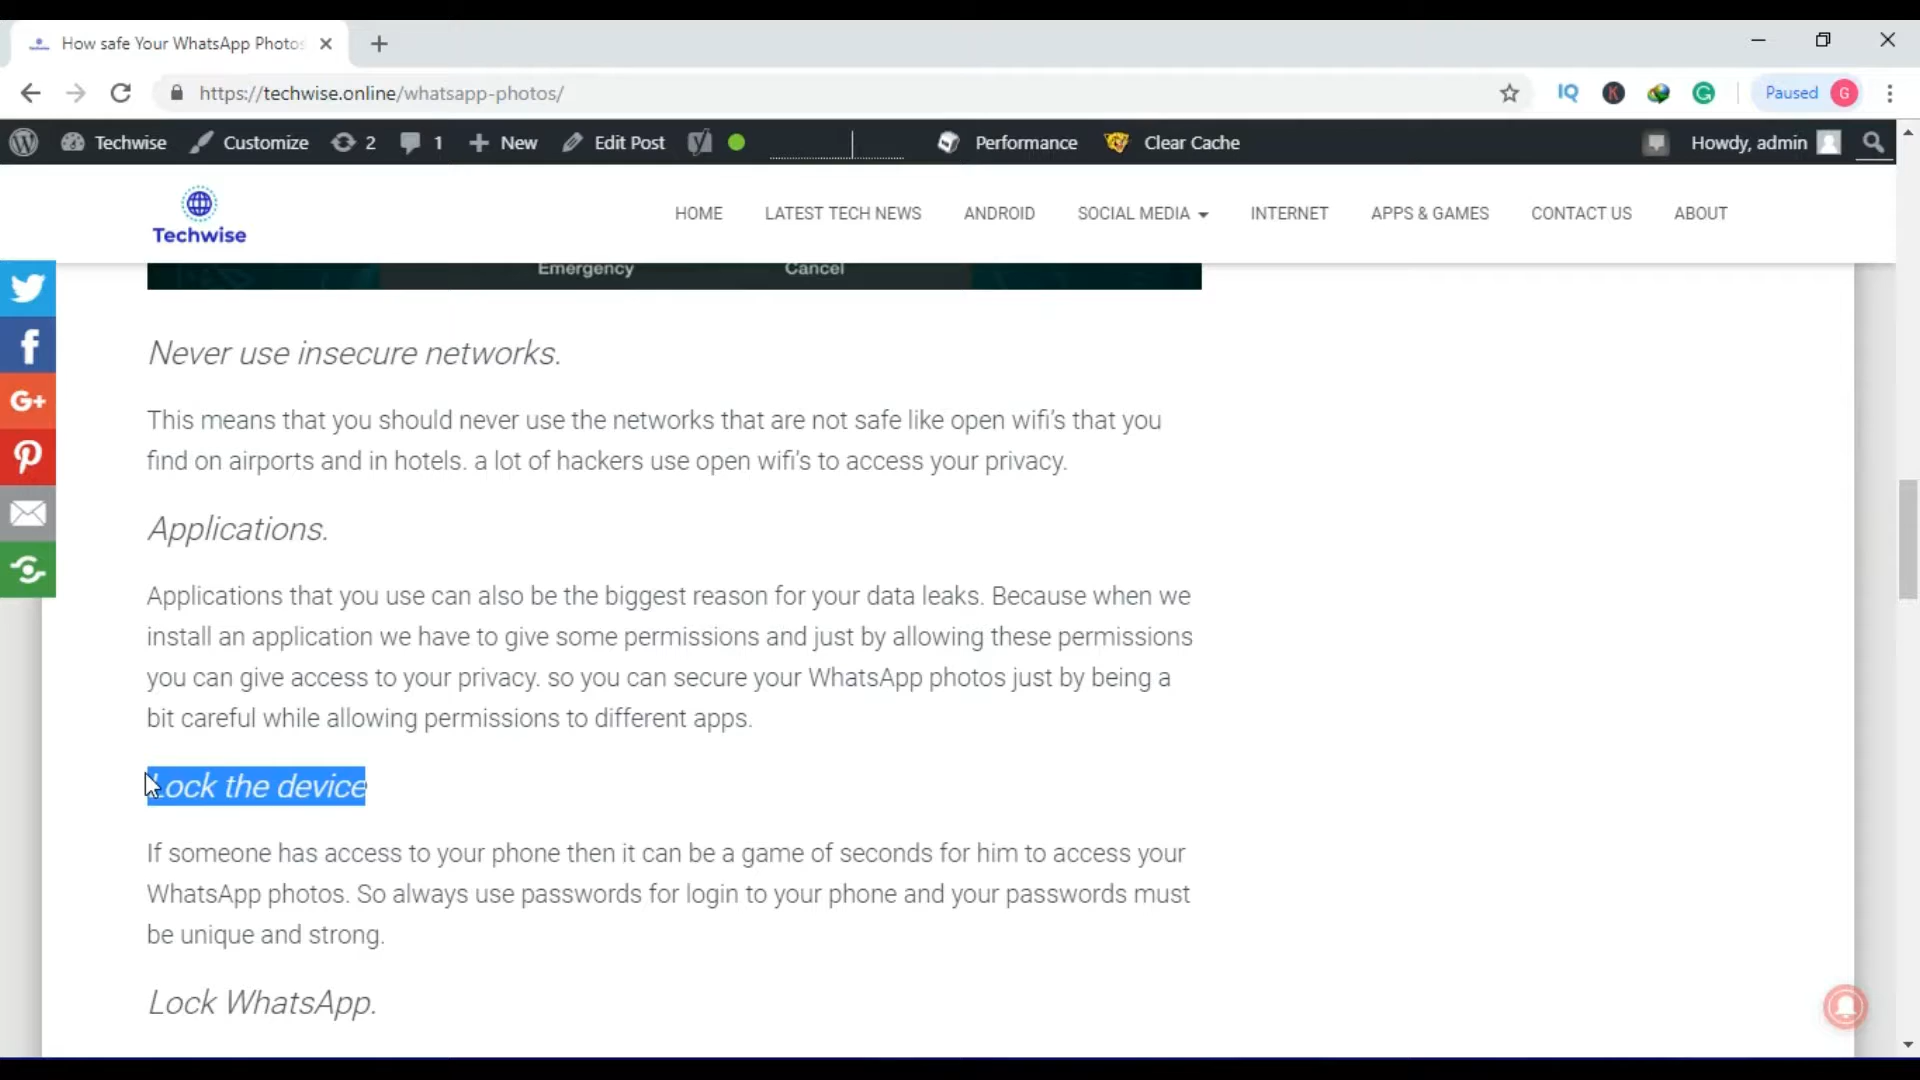 How safe Your WhatsApp Photos
https://techwise.online/whatsapp-photos/
IQ
K
G
Paused
G
Techwise
Customize
2
1
New
Edit Post
Performance
Clear Cache
Howdy, admin
Techwise
HOME
LATEST TECH NEWS
ANDROID
SOCIAL MEDIA
INTERNET
APPS & GAMES
CONTACT US
ABOUT
Emergency
Cancel
G+
Never use insecure networks.
This means that you should never use the networks that are not safe like open wifi’s that you
find on airports and in hotels. a lot of hackers use open wifi’s to access your privacy.
Applications.
Applications that you use can also be the biggest reason for your data leaks. Because when we
install an application we have to give some permissions and just by allowing these permissions
you can give access to your privacy. so you can secure your WhatsApp photos just by being a
bit careful while allowing permissions to different apps.
Lock the device
If someone has access to your phone then it can be a game of seconds for him to access your
WhatsApp photos. So always use passwords for login to your phone and your passwords must
be unique and strong.
Lock WhatsApp.